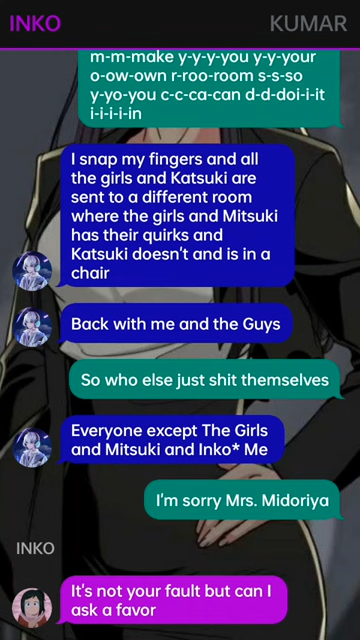 INKO KUMAR
m-m-make y-y-y-you y-y-your
o-ow-own r-roo-room s-s-so
y-yo-you c-c-ca-can d-d-doi-i-it
i-i-i-i-in
I snap my fingers and all
the girls and Katsuki are
sent to a different room
where the girls and Mitsuki
has their quirks and
Katsuki doesn't and is in a
chair
Back with me and the Guys
So who else just shit themselves
Everyone except The Girls
and Mitsuki and Inko* Me
I'm sorry Mrs. Midoriya
INKO
It's not your fault but can I
ask a favor